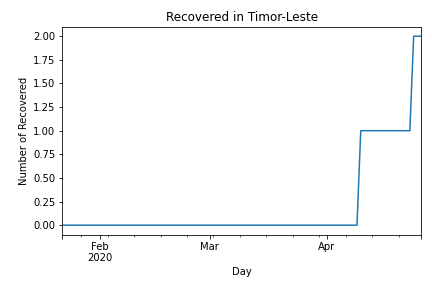 Recovered in Timor-Leste
2.00
1.75
1.50
1.25
1.00
0.75
0.50
0.25
0.00
Number of Recovered
Feb Mar Apr
2020
Day